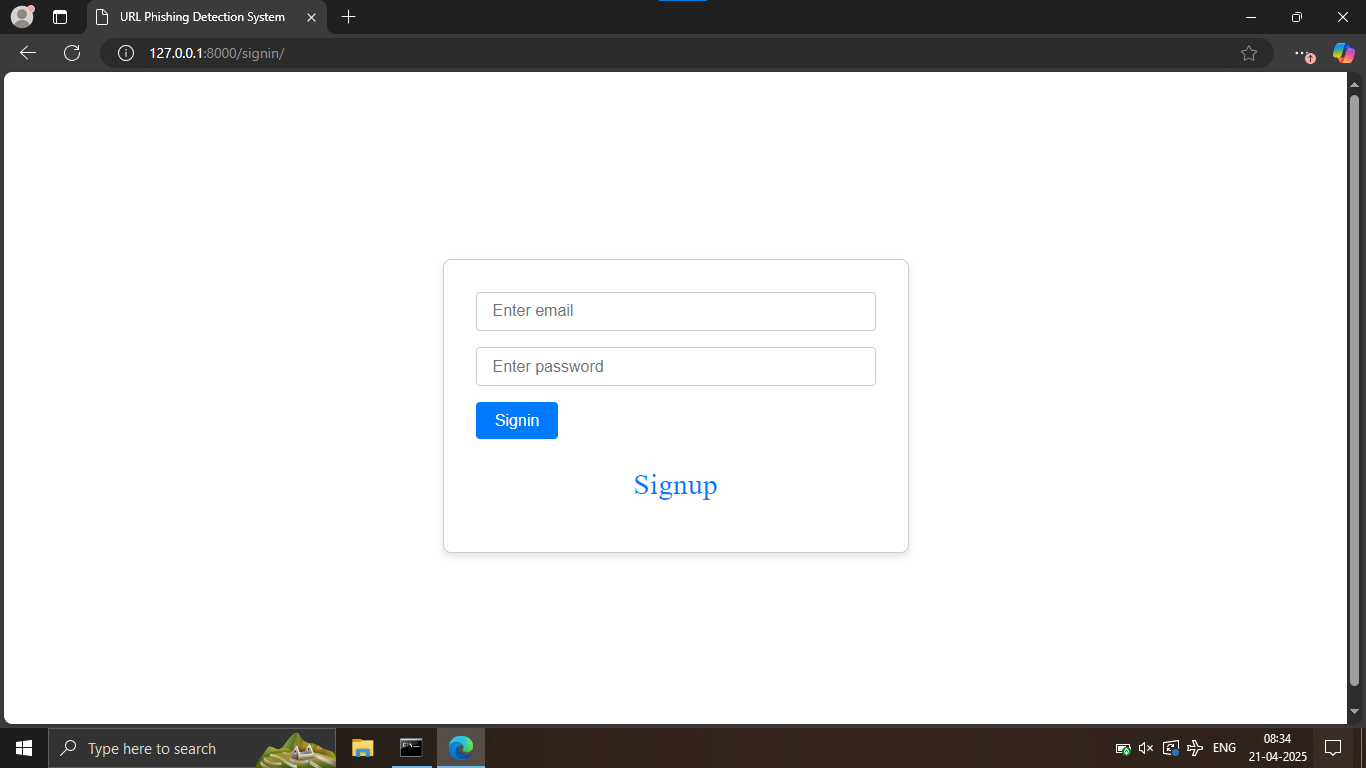 URL Phishing Detection System
127.0.0.1:8000/signin/
Enter email
Enter password
Signin
Signup
Type here to search
ENG
08:34
21-04-2025